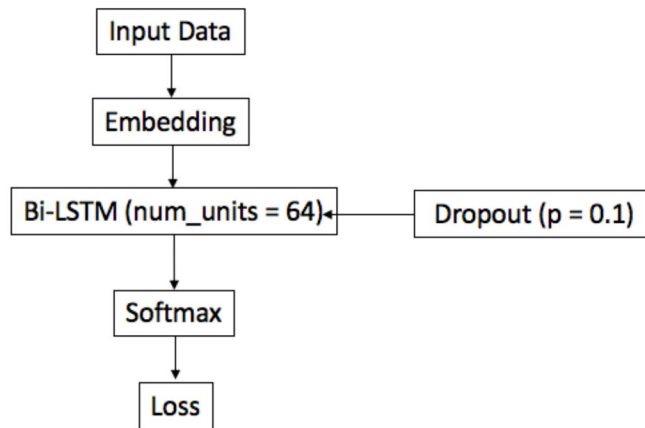 Input Data
Embedding
Bi-LSTM (num_units = 64)
Dropout (p = 0.1)
Softmax
Loss